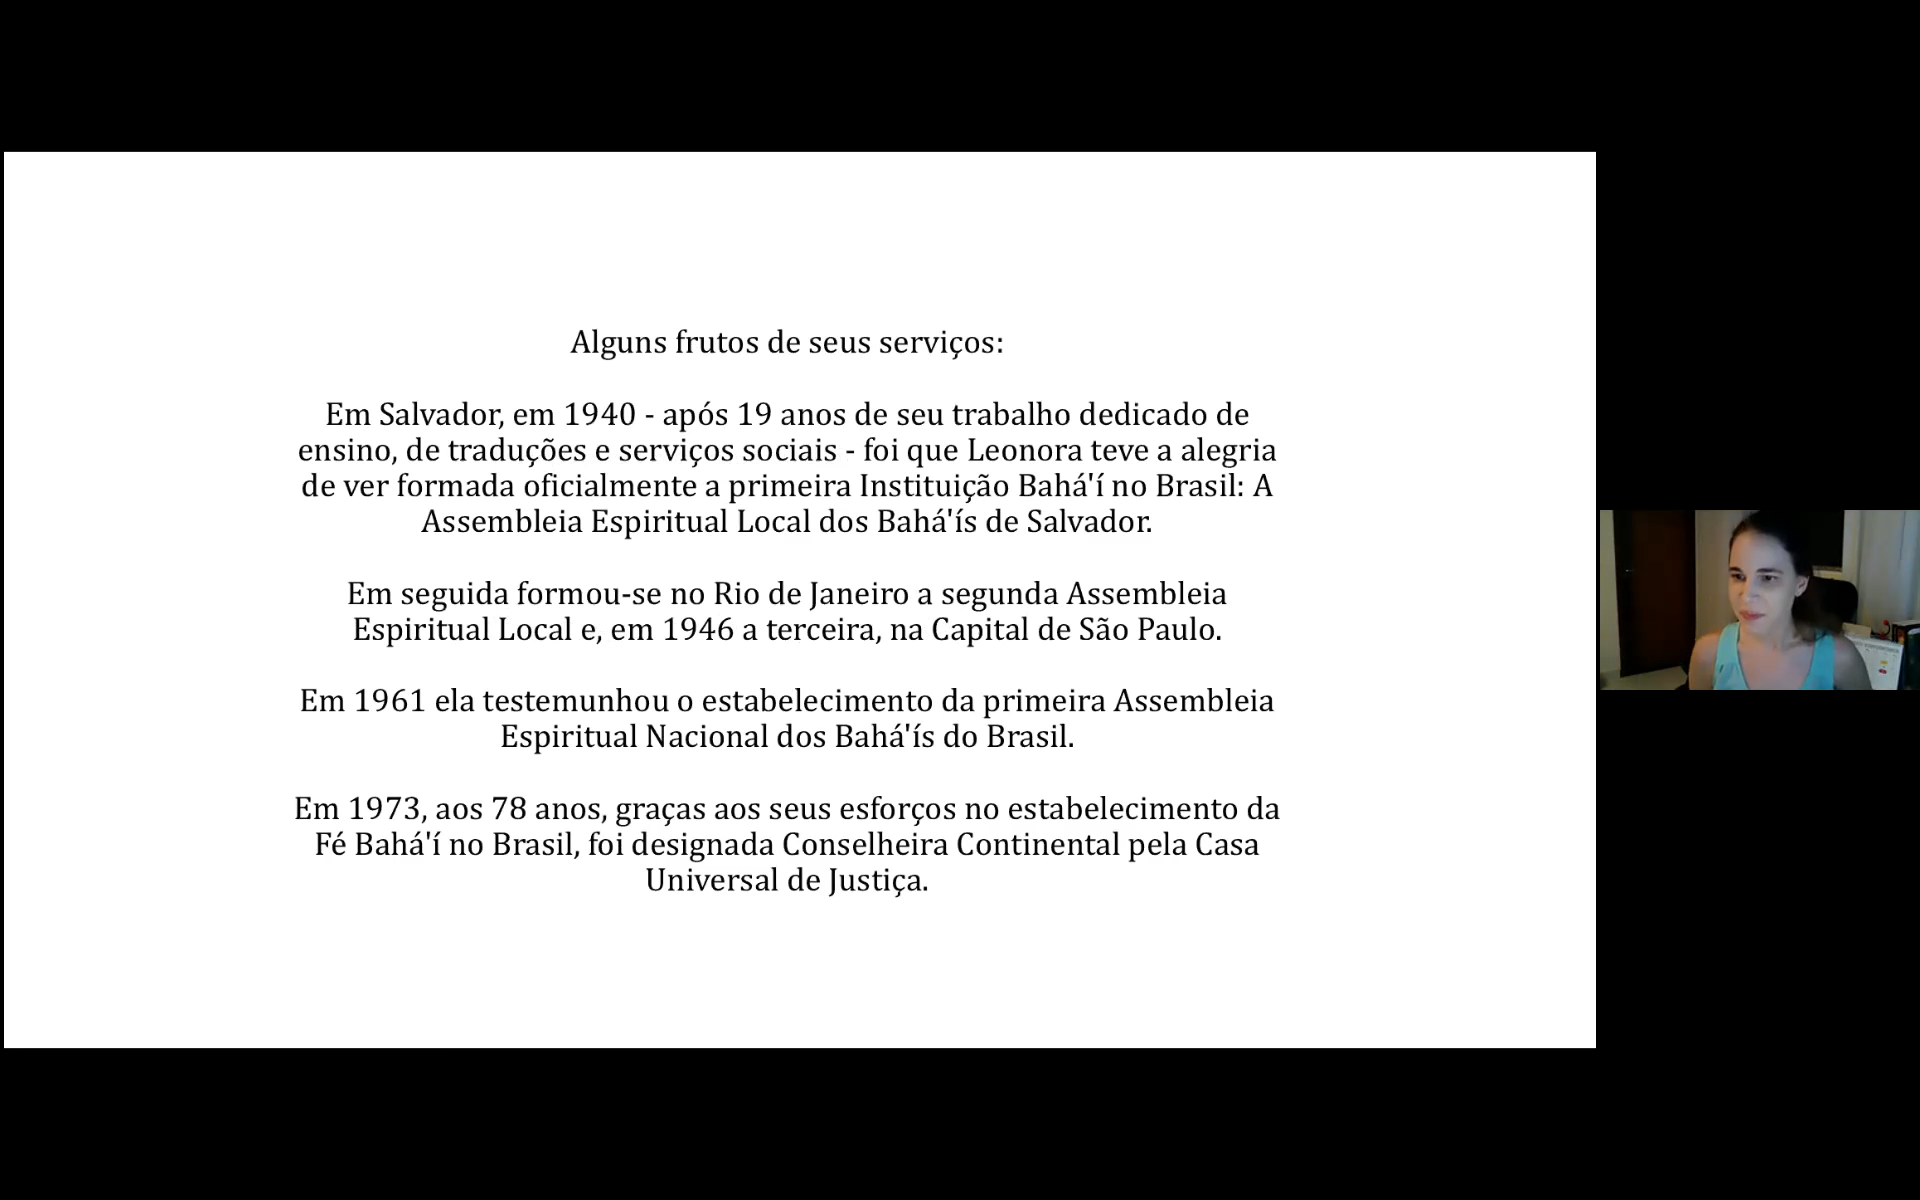 Alguns frutos de seus serviços:
Em Salvador, em 1940 - após 19 anos de seu trabalho dedicado de
ensino, de traduções e serviços sociais - foi que Leonora teve a alegria
de ver formada oficialmente a primeira Instituição Bahá'í no Brasil: A
Assembleia Espiritual Local dos Bahá'ís de Salvador.
Em seguida formou-se no Rio de Janeiro a segunda Assembleia
Espiritual Local e, em 1946 a terceira, na Capital de São Paulo.
Em 1961 ela testemunhou o estabelecimento da primeira Assembleia
Espiritual Nacional dos Bahá'ís do Brasil.
Em 1973, aos 78 anos, graças aos seus esforços no estabelecimento da
Fé Bahá'í no Brasil, foi designada Conselheira Continental pela Casa
Universal de Justiça.